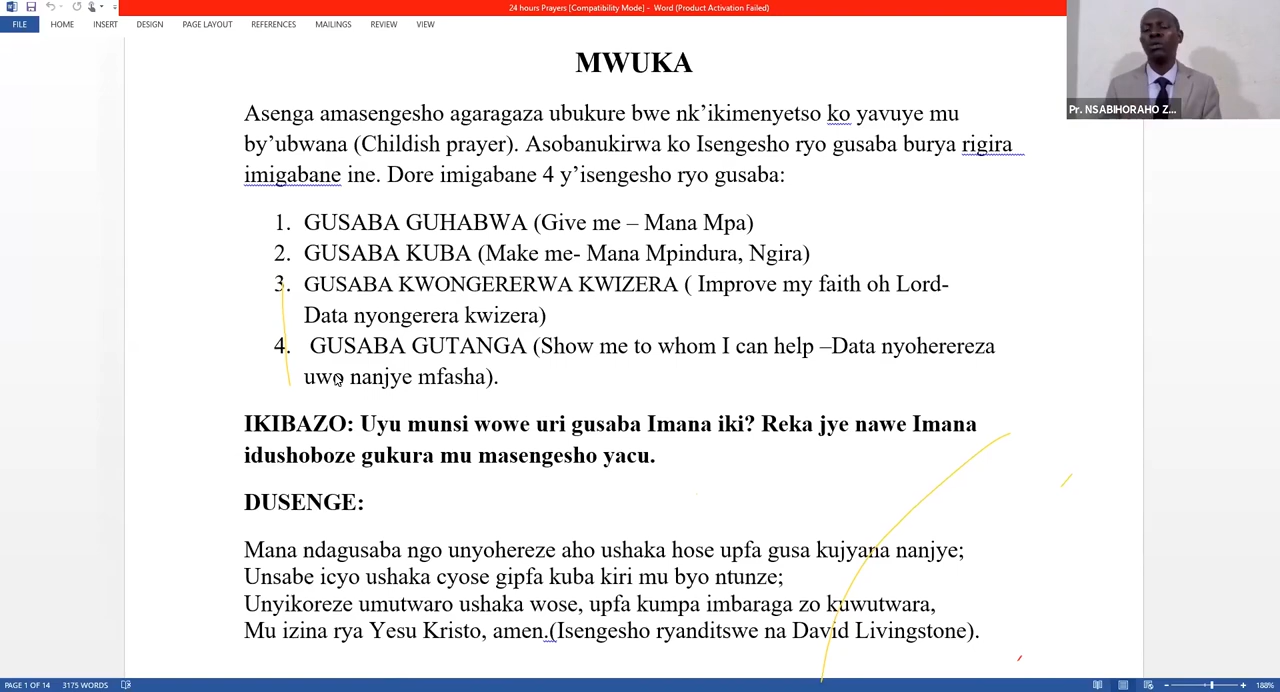 24 hours Prayers [Compatibility Mode] - Word (Product Activation Failed)
FILE HOME INSERT DESIGN PAGE LAYOUT REFERENCES MAILINGS REVIEW VIEW
Pr. NSABIHORAHO Z...
MWUKA
Asenga amasengesho agaragaza ubukure bwe nk'ikimenyetso ko yavuye mu
by'ubwana (Childish prayer). Asobanukirwa ko Isengesho ryo gusaba burya rigira
imigabane ine. Dore imigabane 4 y'isengesho ryo gusaba:
1. GUSABA GUHABWA (Give me – Mana Mpa)
2. GUSABA KUBA (Make me- Mana Mpindura, Ngira)
3. GUSABA KWONGERERWA KWIZERA ( Improve my faith oh Lord-
Data nyongerera kwizera)
4. GUSABA GUTANGA (Show me to whom I can help –Data nyoherereza
uwo nanjye mfasha).
IKIBAZO: Uyu munsi wowe uri gusaba Imana iki? Reka jye nawe Imana
idushoboze gukura mu masengesho yacu.
DUSENGE:
Mana ndagusaba ngo unyohereze aho ushaka hose upfa gusa kujyana nanjye;
Unsabe icyo ushaka cyose gipfa kuba kiri mu byo ntunze;
Unyikoreze umutwaro ushaka wose, upfa kumpa imbaraga zo kuwutwara,
Mu izina rya Yesu Kristo, amen.(Isengesho ryanditswe na David Livingstone).
PAGE 1 OF 14 3175 WORDS 188%